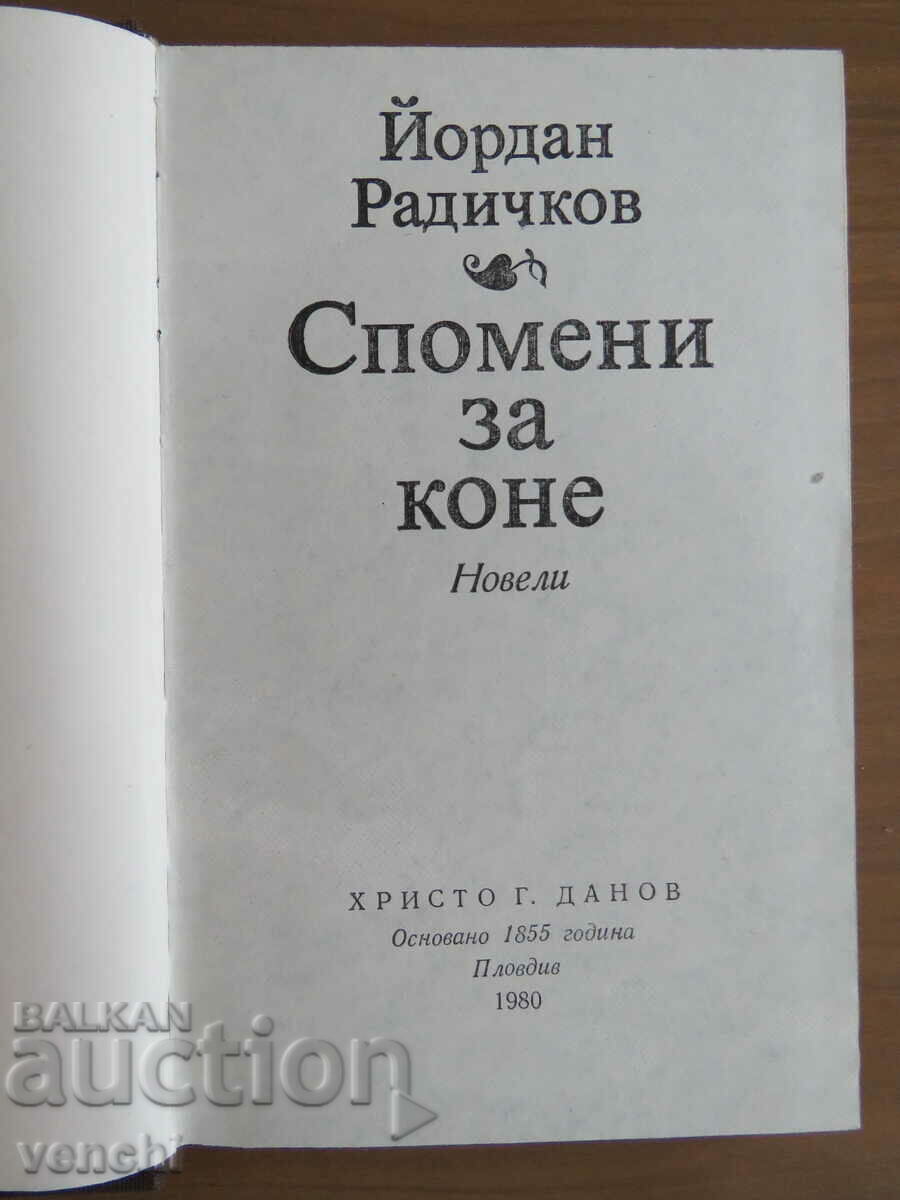 Йордан
Радичков
Спомени
за
коне
Новели
ХРИСТО Г. ДАНОВ
Основано 1855 година
Пловдив
1980
BALKAN
auction
venchi